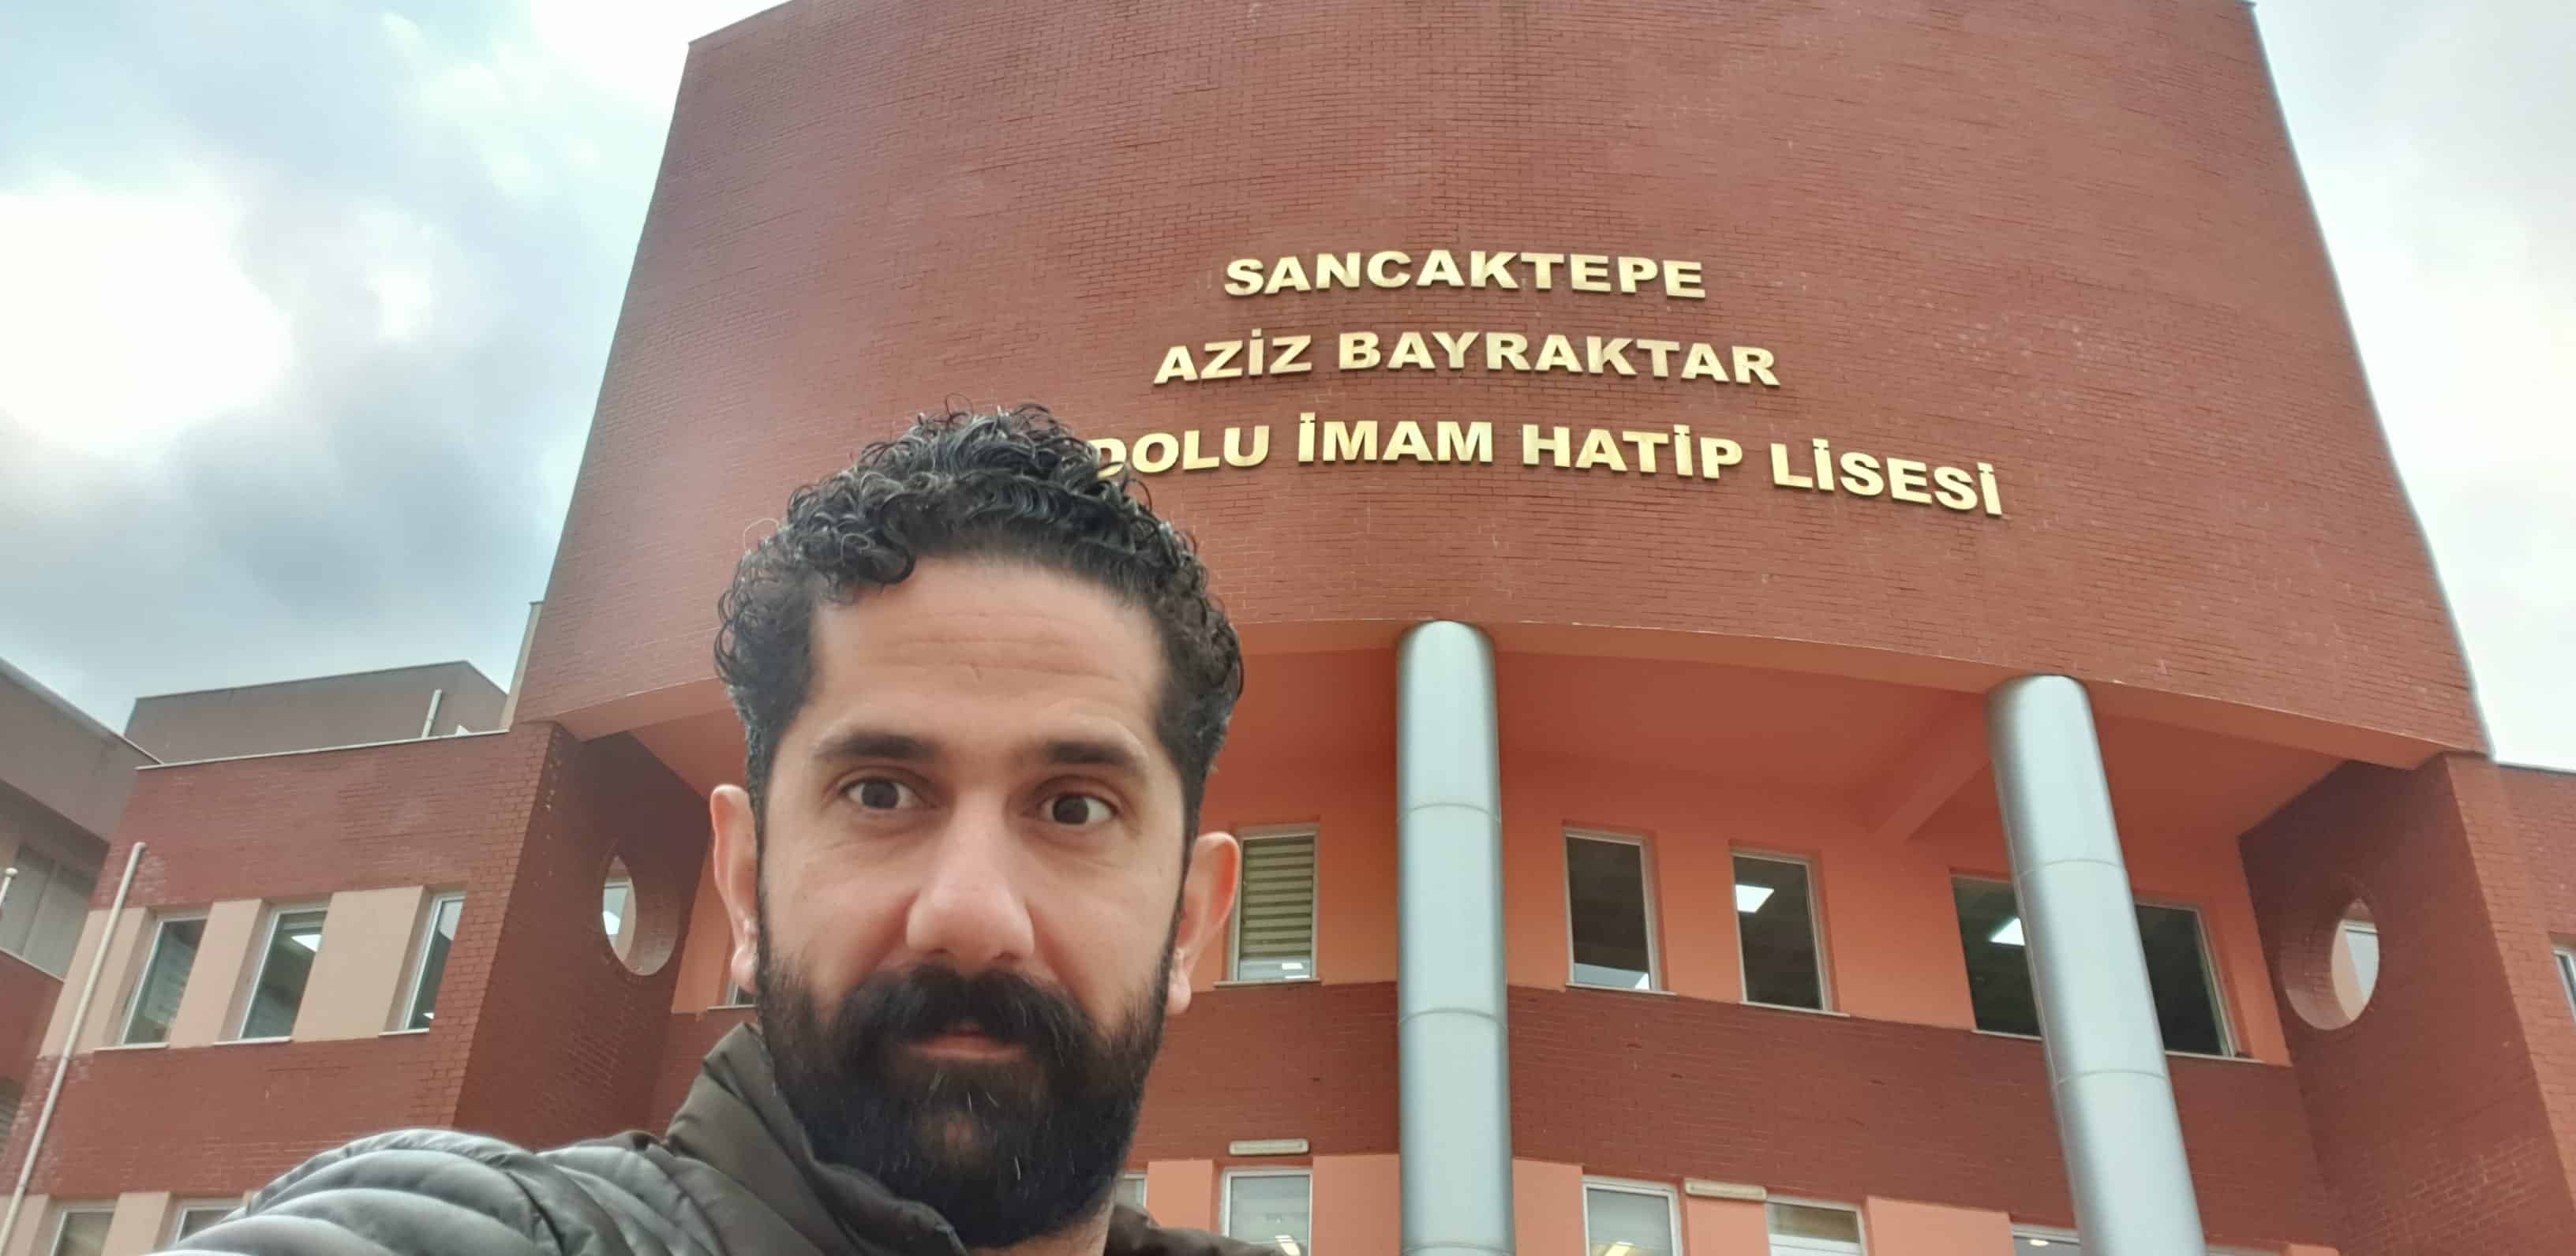 SANCAKTEPE
AZİZ BAYRAKTAR
DOLU İMAM HATİP LİSESİ